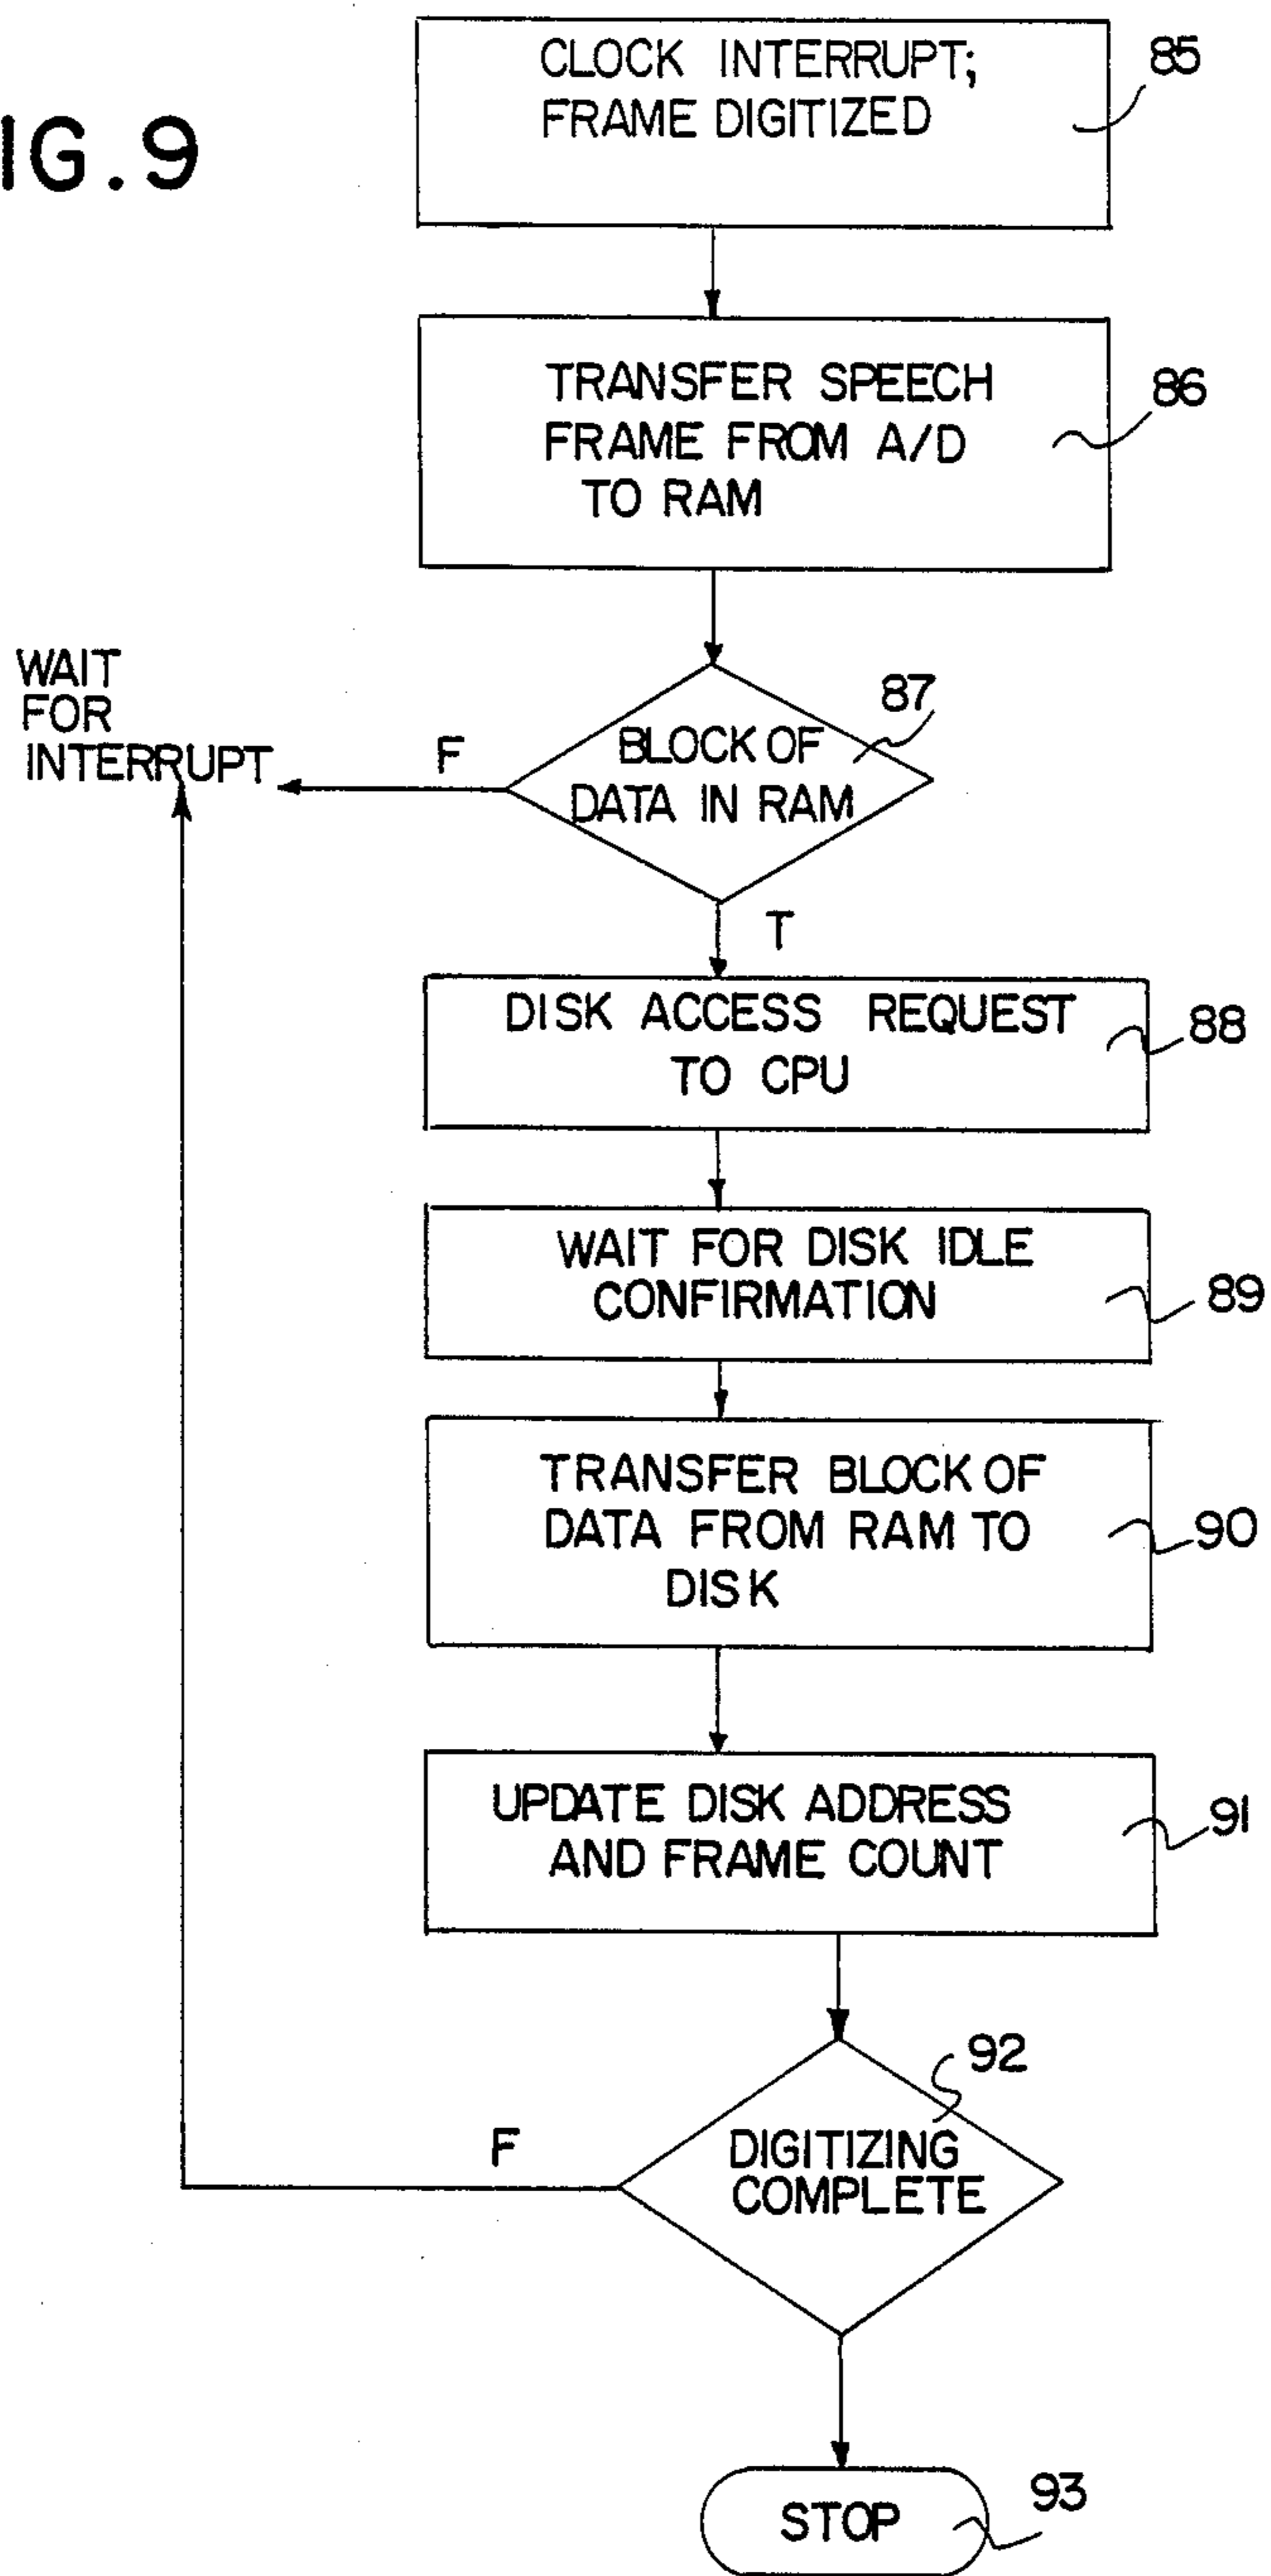 IG. 9
CLOCK INTERRUPT;
FRAME DIGITIZED
85
TRANSFER SPEECH
FRAME FROM A/D
TO RAM
86
WAIT
FOR
INTERRUPT
F
BLOCK OF
DATA IN RAM
87
T
DISK ACCESS REQUEST
TO CPU
88
WAIT FOR DISK IDLE
CONFIRMATION
89
TRANSFER BLOCK OF
DATA FROM RAM TO
DISK
90
UPDATE DISK ADDRESS
AND FRAME COUNT
91
92
F
DIGITIZING
COMPLETE
STOP
93